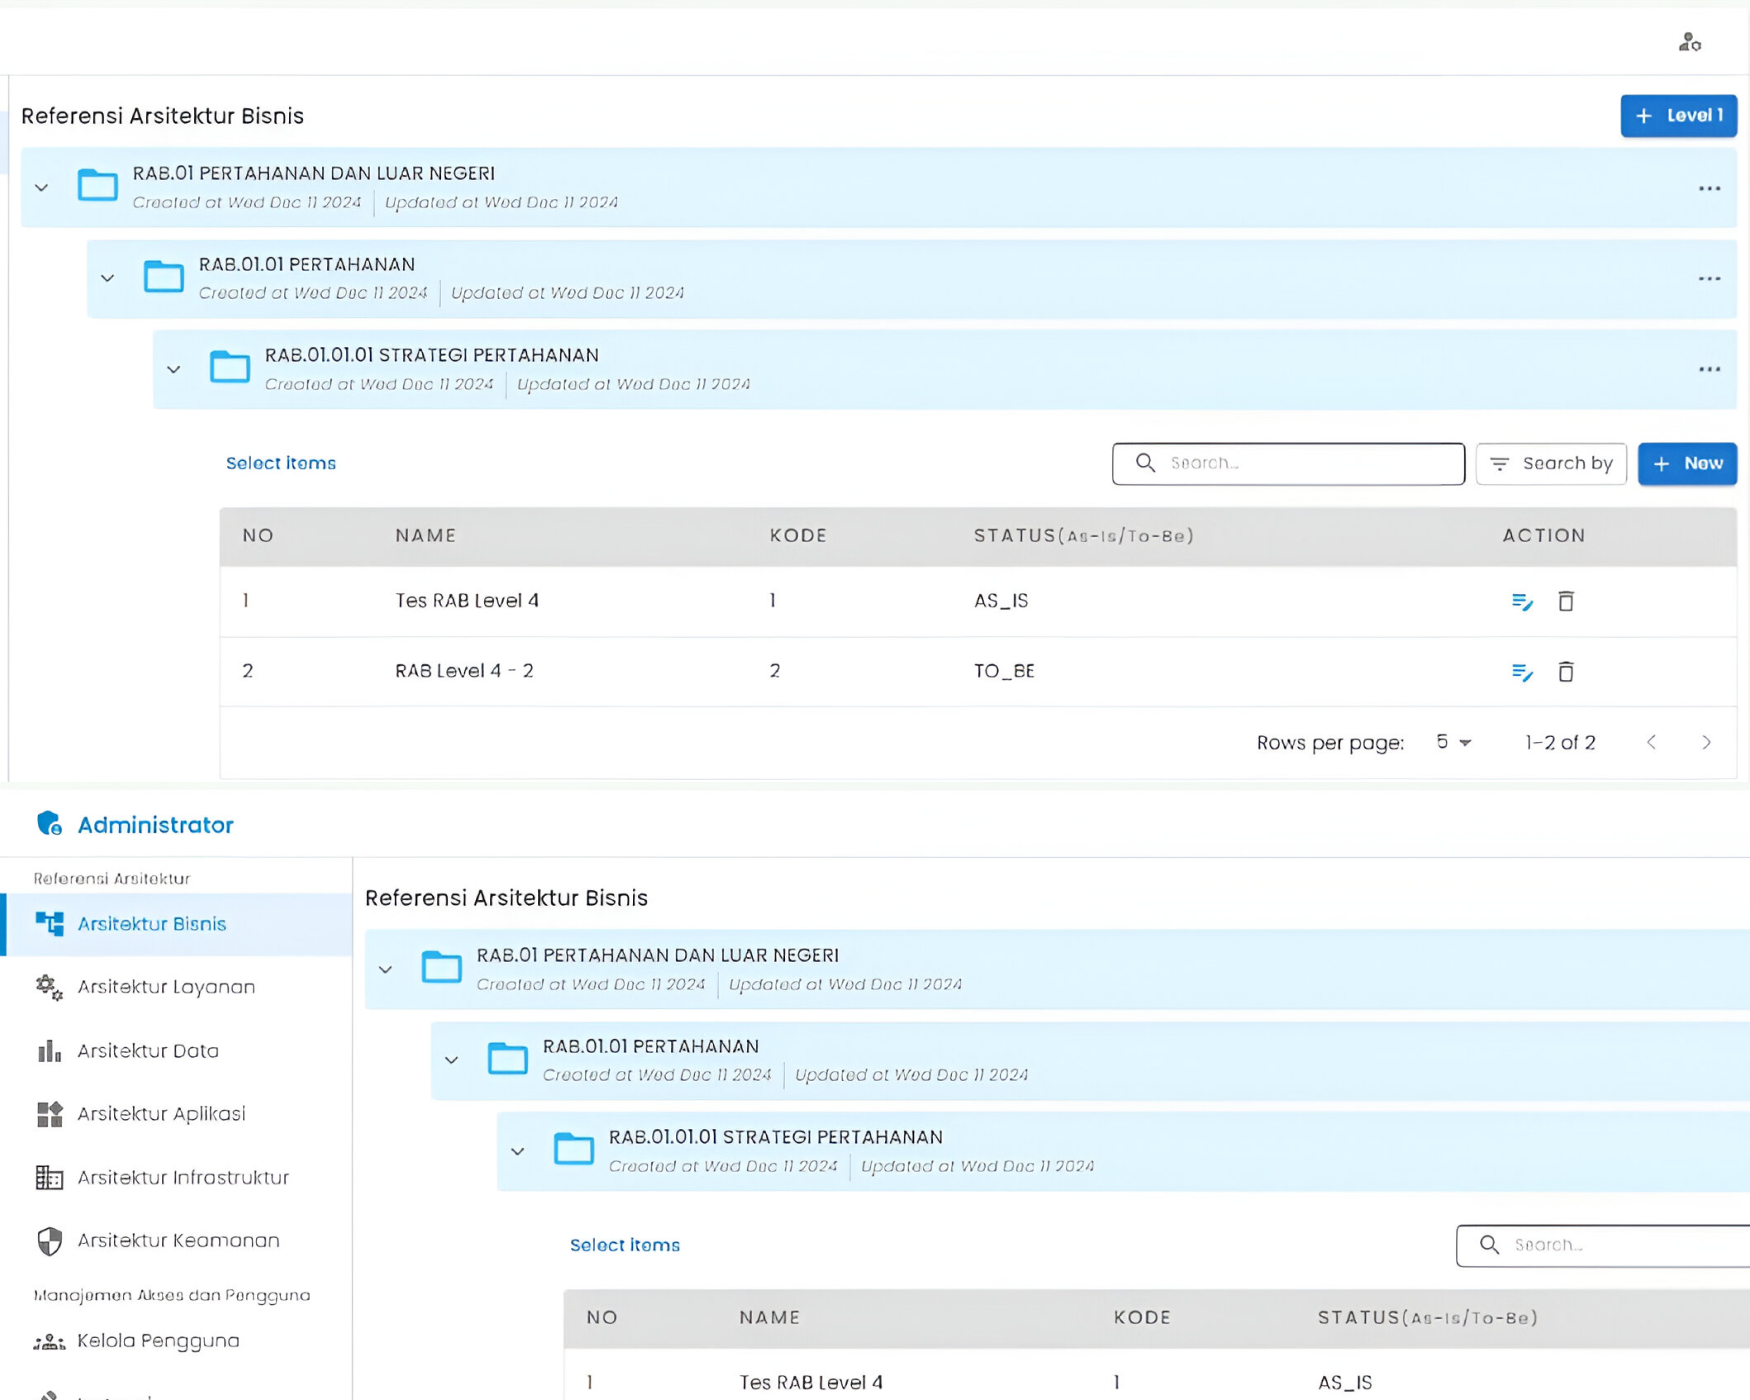 Referensi Arsitektur Bisnis
+ Level 1
RAB.01 PERTAHANAN DAN LUAR NEGERI
Created at Wed Dec 11 2024 | Updated at Wed Dec 11 2024
RAB.01.01 PERTAHANAN
Created at Wed Dec 11 2024 | Updated at Wed Dec 11 2024
RAB.01.01.01 STRATEGI PERTAHANAN
Created at Wed Dec 11 2024 | Updated at Wed Dec 11 2024
Select items Search... Search by + New
NO NAME KODE STATUS(As-Is/To-Be) ACTION
1 Tes RAB Level 4 1 AS_IS
2 RAB Level 4 - 2 2 TO_BE
Rows per page: 5 1-2 of 2
Administrator
Referensi Arsitektur
Arsitektur Bisnis
Arsitektur Layanan
Arsitektur Data
Arsitektur Aplikasi
Arsitektur Infrastruktur
Arsitektur Keamanan
Manajemen Akses dan Pengguna
Kelola Pengguna
Referensi Arsitektur Bisnis
RAB.01 PERTAHANAN DAN LUAR NEGERI
Created at Wed Dec 11 2024 | Updated at Wed Dec 11 2024
RAB.01.01 PERTAHANAN
Created at Wed Dec 11 2024 | Updated at Wed Dec 11 2024
RAB.01.01.01 STRATEGI PERTAHANAN
Created at Wed Dec 11 2024 | Updated at Wed Dec 11 2024
Select items Search...
NO NAME KODE STATUS(As-Is/To-Be)
1 Tes RAB Level 4 1 AS_IS